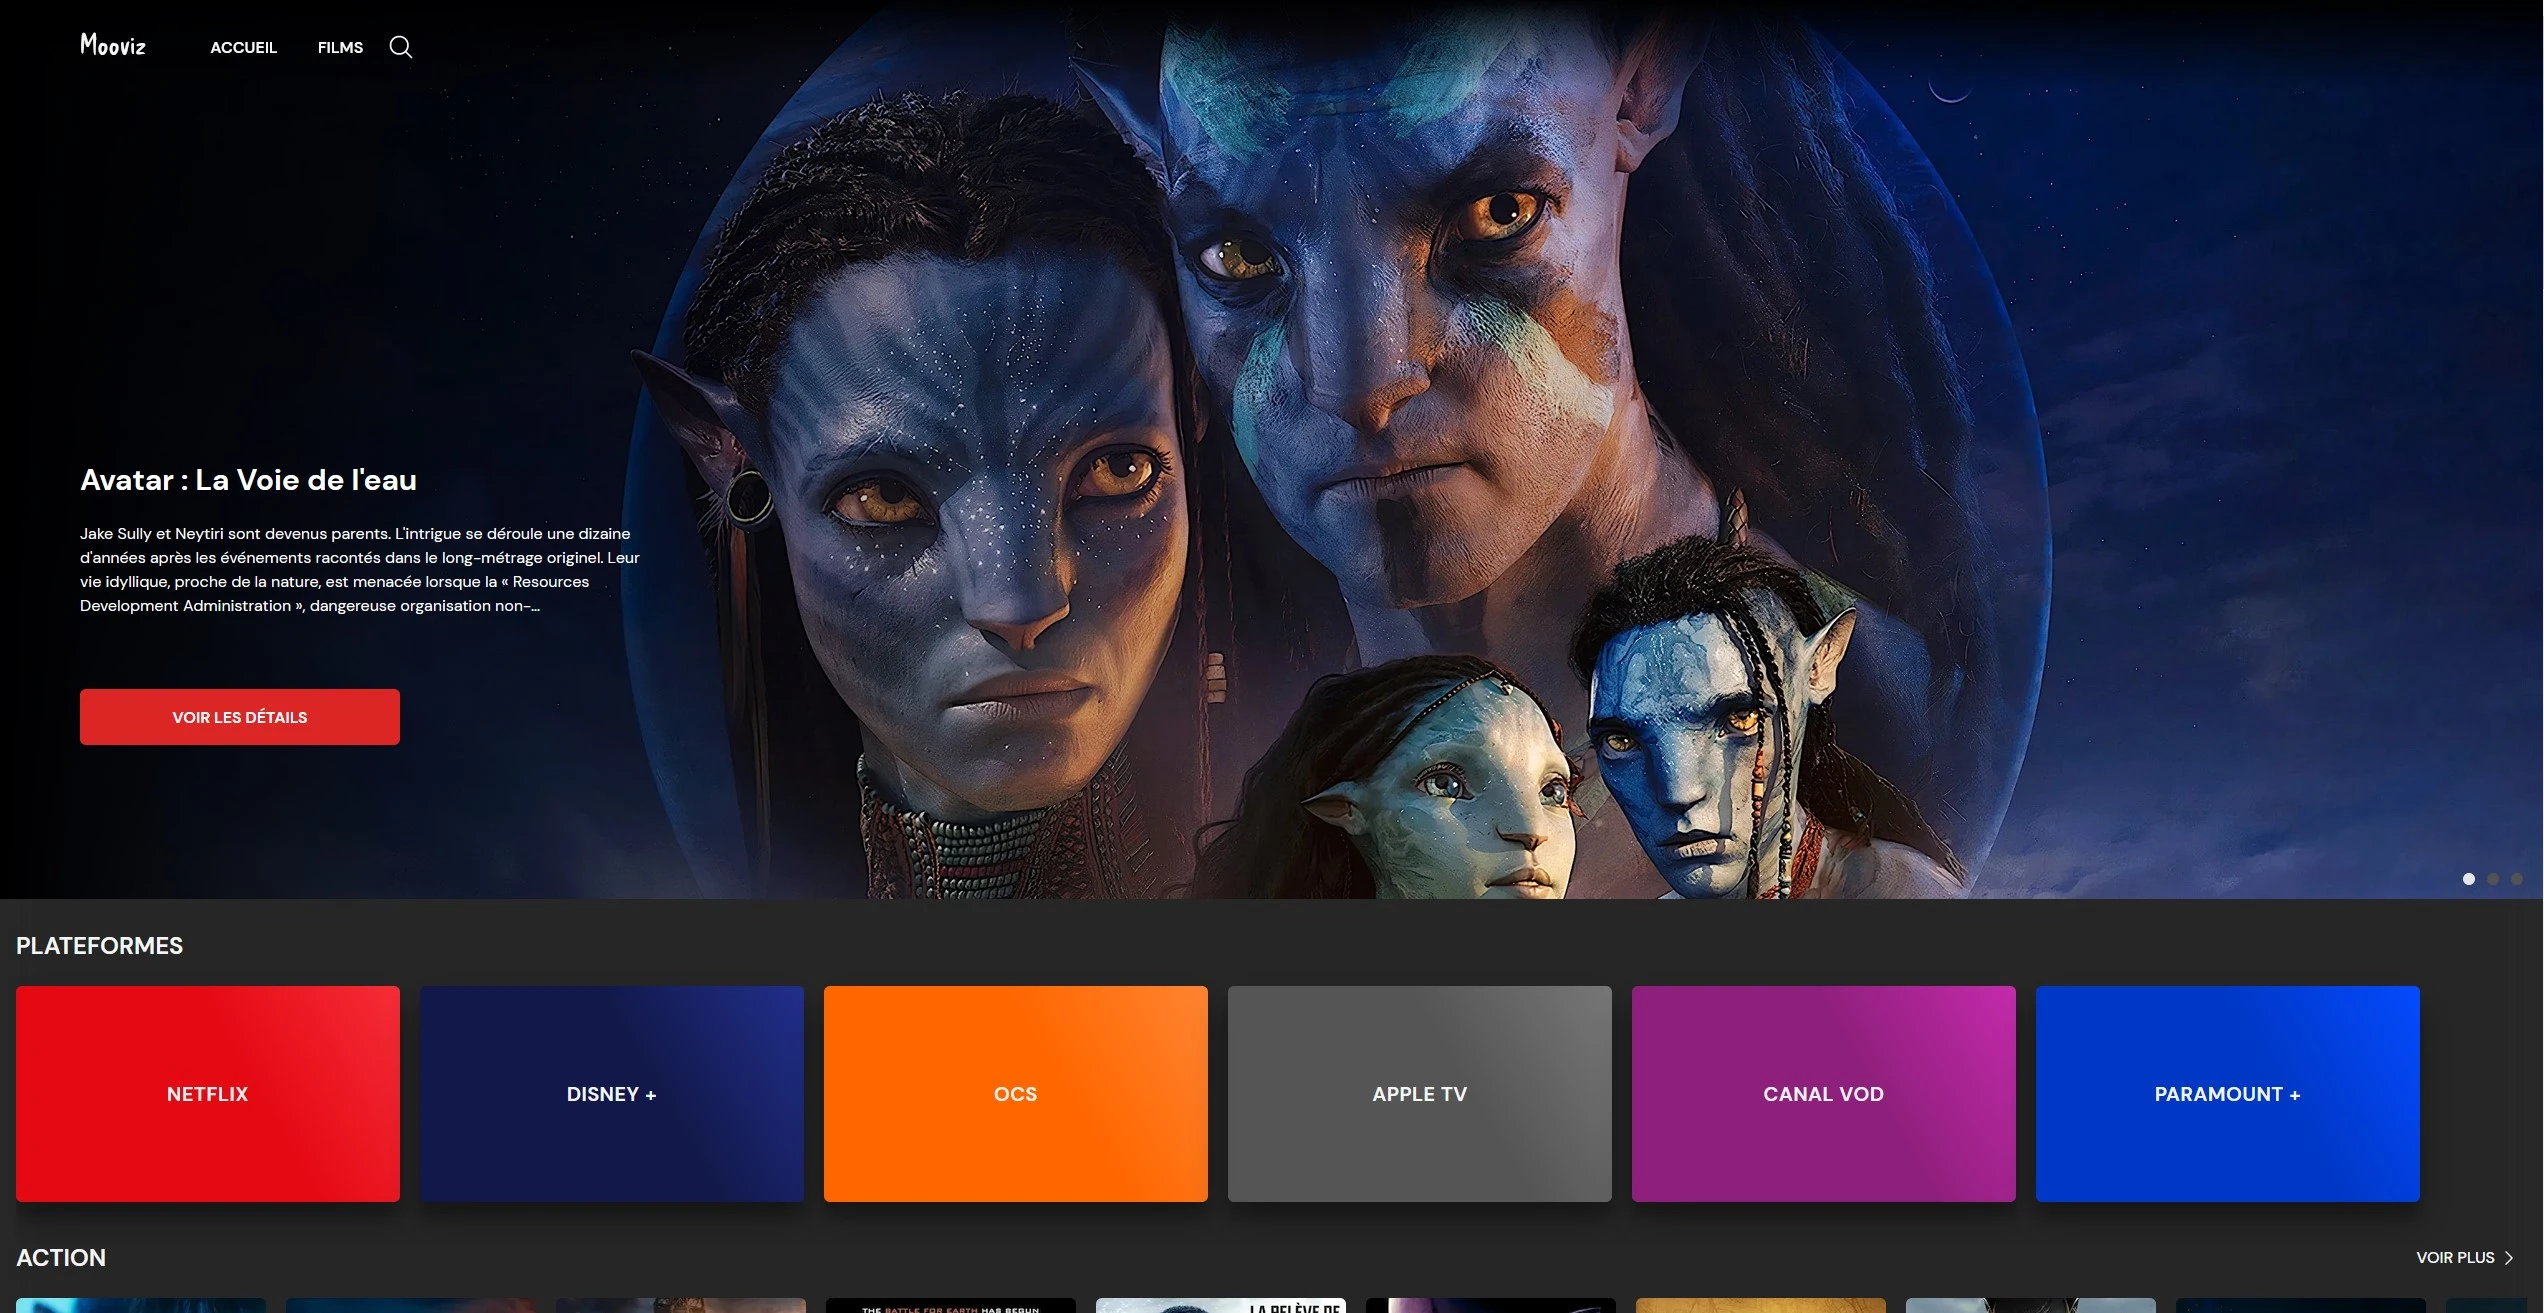 Mooviz
ACCUEIL
FILMS
Avatar : La Voie de l'eau
Jake Sully et Neytiri sont devenus parents. L'intrigue se déroule une dizaine
d'années après les événements racontés dans le long-métrage originel. Leur
vie idyllique, proche de la nature, est menacée lorsque la « Resources
Development Administration », dangereuse organisation non-...
VOIR LES DÉTAILS
PLATEFORMES
NETFLIX
DISNEY +
OCS
APPLE TV
CANAL VOD
PARAMOUNT +
ACTION
VOIR PLUS
THE BATTLE FOR EARTH HAS BEGUN
LA RELÈVE DE